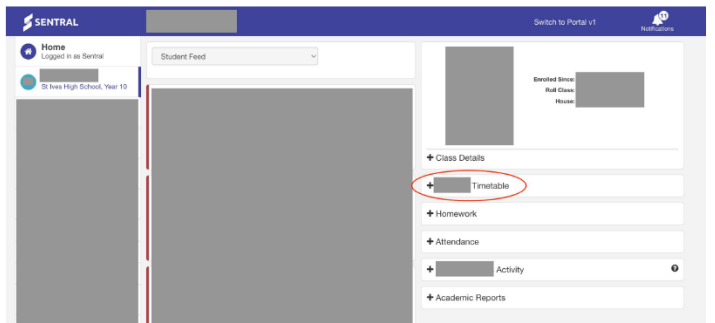 SENTRAL
Switch to Portal v1
11
Notifications
Home
Logged in as Sentral
St Ives High School, Year 10
Student Feed
Enrolled Since:
Roll Class:
House:
+ Class Details
+ Timetable
+ Homework
+ Attendance
+ Activity
?
+ Academic Reports